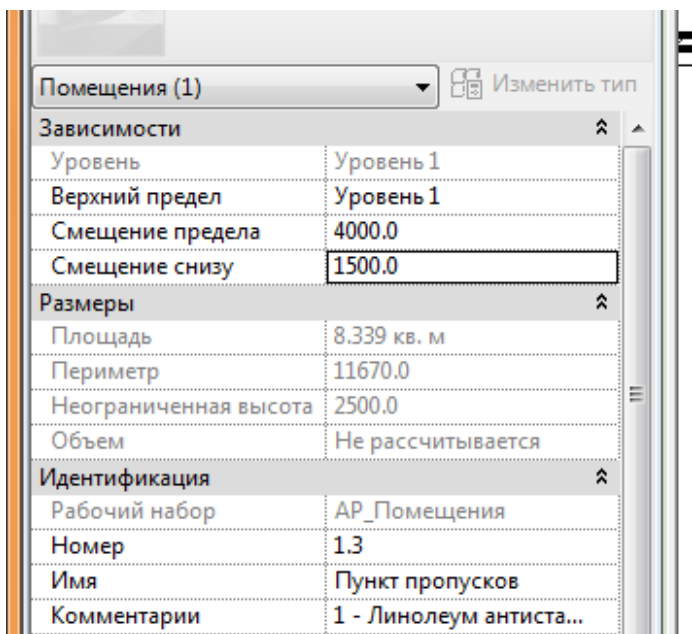 Помещения (1) Изменить тип
Зависимости
Уровень Уровень 1
Верхний предел Уровень 1
Смещение предела 4000.0
Смещение снизу 1500.0
Размеры
Площадь 8.339 кв. м
Периметр 11670.0
Неограниченная высота 2500.0
Объем Не рассчитывается
Идентификация
Рабочий набор АР_Помещения
Номер 1.3
Имя Пункт пропусков
Комментарии 1 - Линолеум антиста...